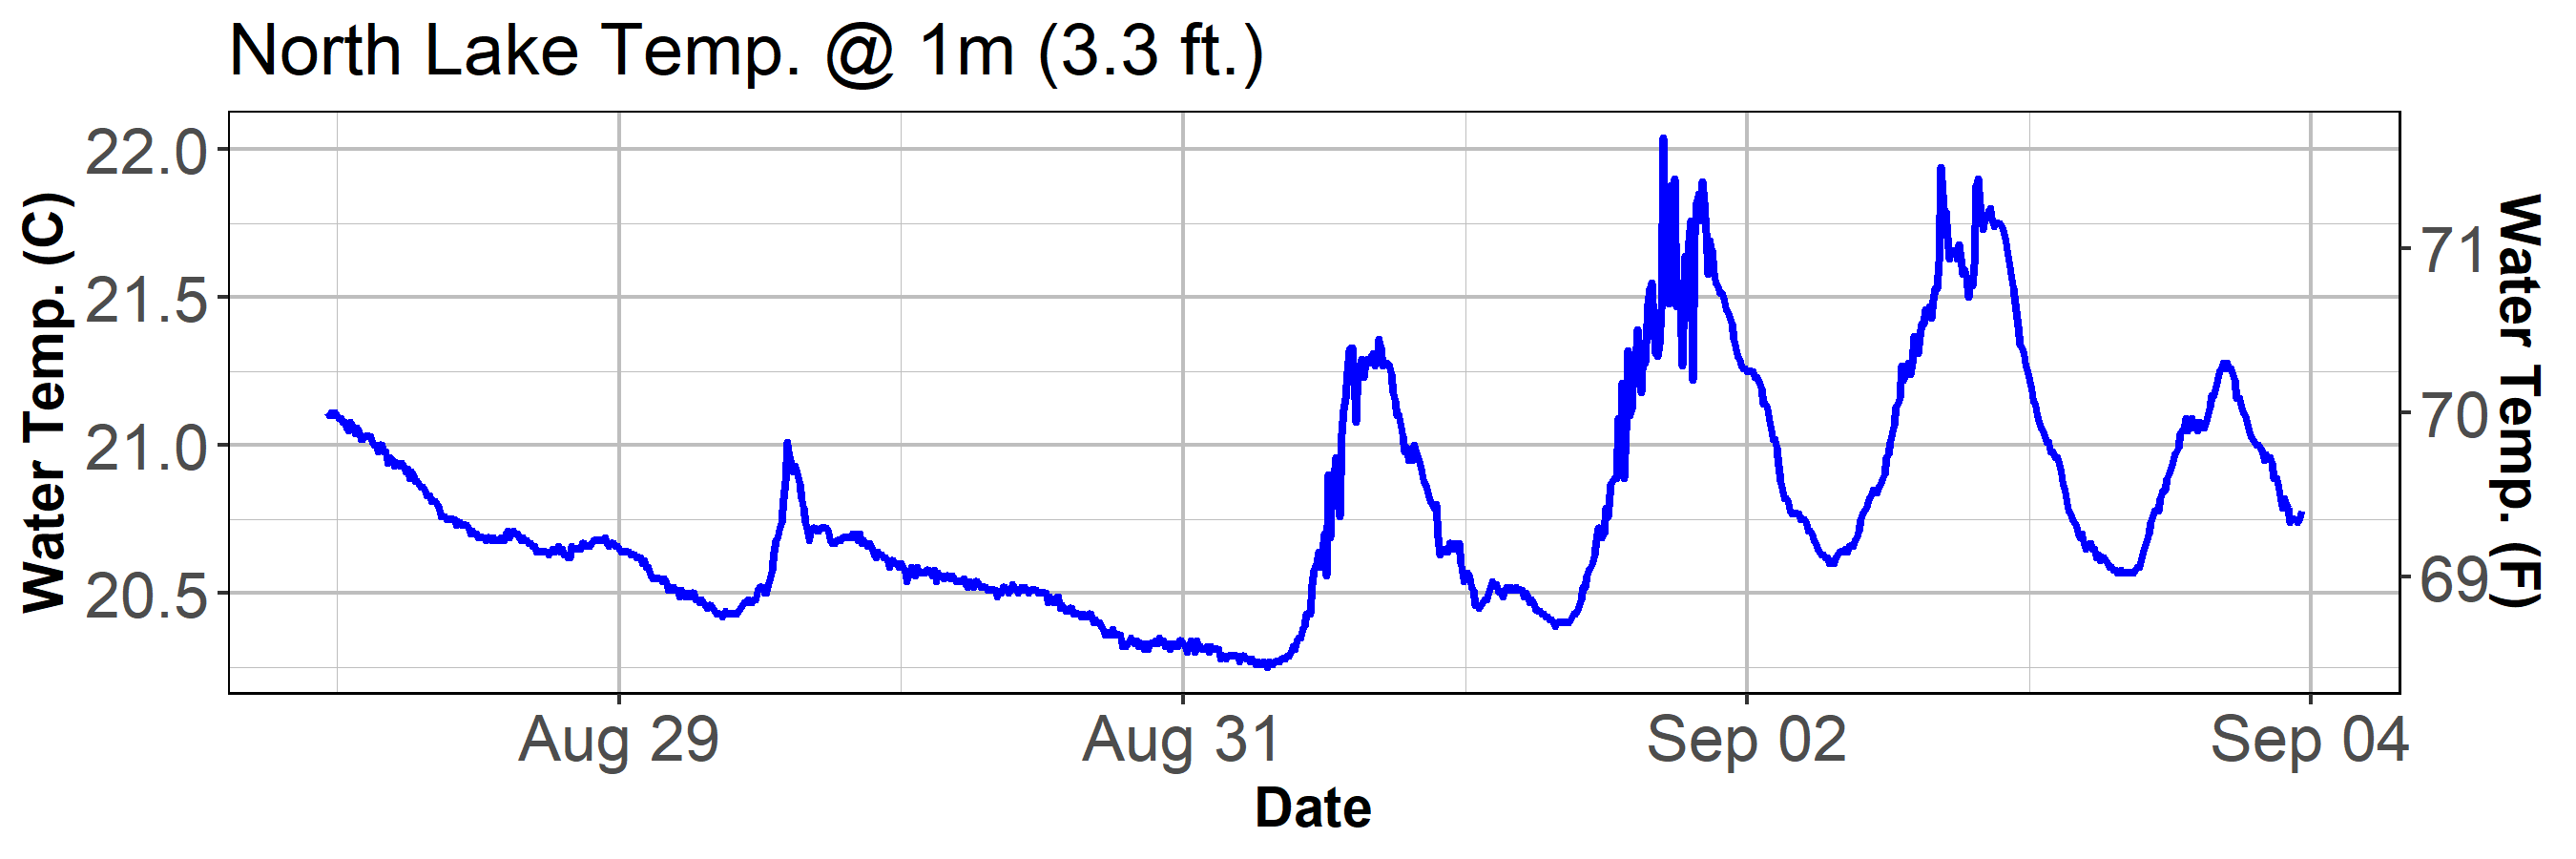 North Lake Temp. @ 1m (3.3 ft.)
Water Temp. (C)
22.0
21.5
21.0
20.5
71
70
69
Water Temp. (F)
Aug 29 Aug 31 Sep 02 Sep 04
Date